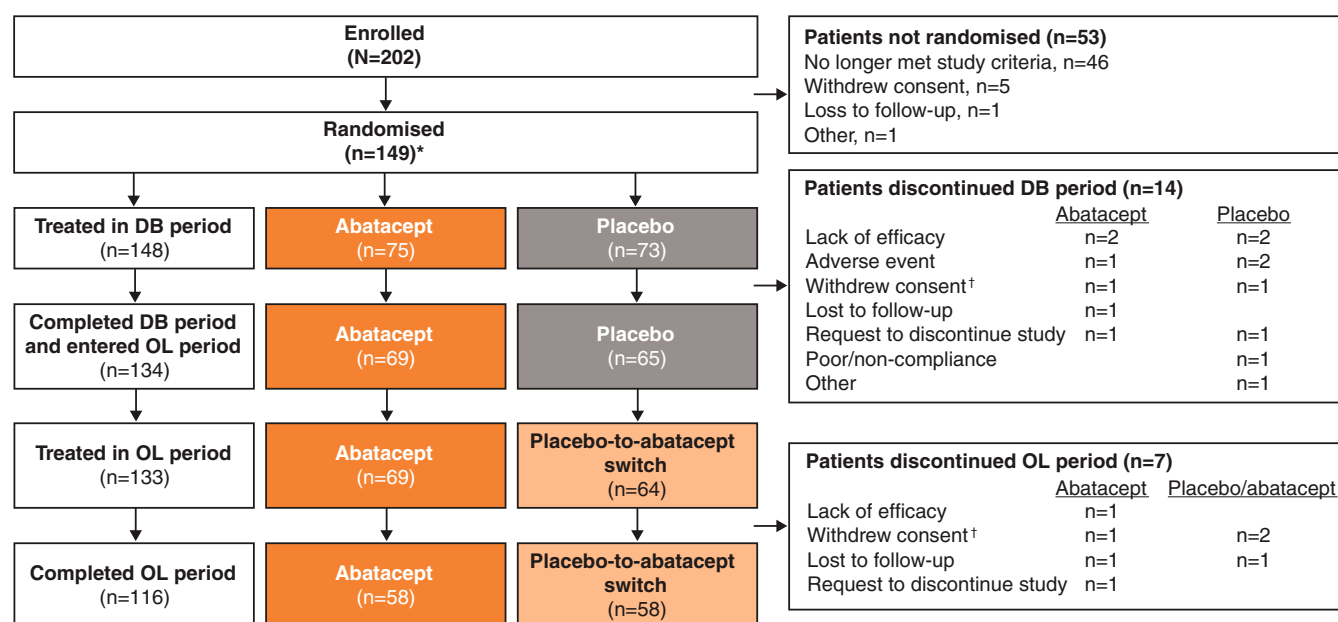 Enrolled
(N=202)
Patients not randomised (n=53)
No longer met study criteria, n=46
Withdrew consent, n=5
Loss to follow-up, n=1
Other, n=1
Randomised
(n=149)*
Treated in DB period
(n=148)
Abatacept
(n=75)
Placebo
(n=73)
Patients discontinued DB period (n=14)
Abatacept Placebo
Lack of efficacy n=2 n=2
Adverse event n=1 n=2
Withdrew consent† n=1 n=1
Lost to follow-up n=1
Request to discontinue study n=1 n=1
Poor/non-compliance n=1
Other n=1
Completed DB period
and entered OL period
(n=134)
Abatacept
(n=69)
Placebo
(n=65)
Treated in OL period
(n=133)
Abatacept
(n=69)
Placebo-to-abatacept
switch
(n=64)
Patients discontinued OL period (n=7)
Abatacept Placebo/abatacept
Lack of efficacy n=1
Withdrew consent† n=1 n=2
Lost to follow-up n=1 n=1
Request to discontinue study n=1
Completed OL period
(n=116)
Abatacept
(n=58)
Placebo-to-abatacept
switch
(n=58)